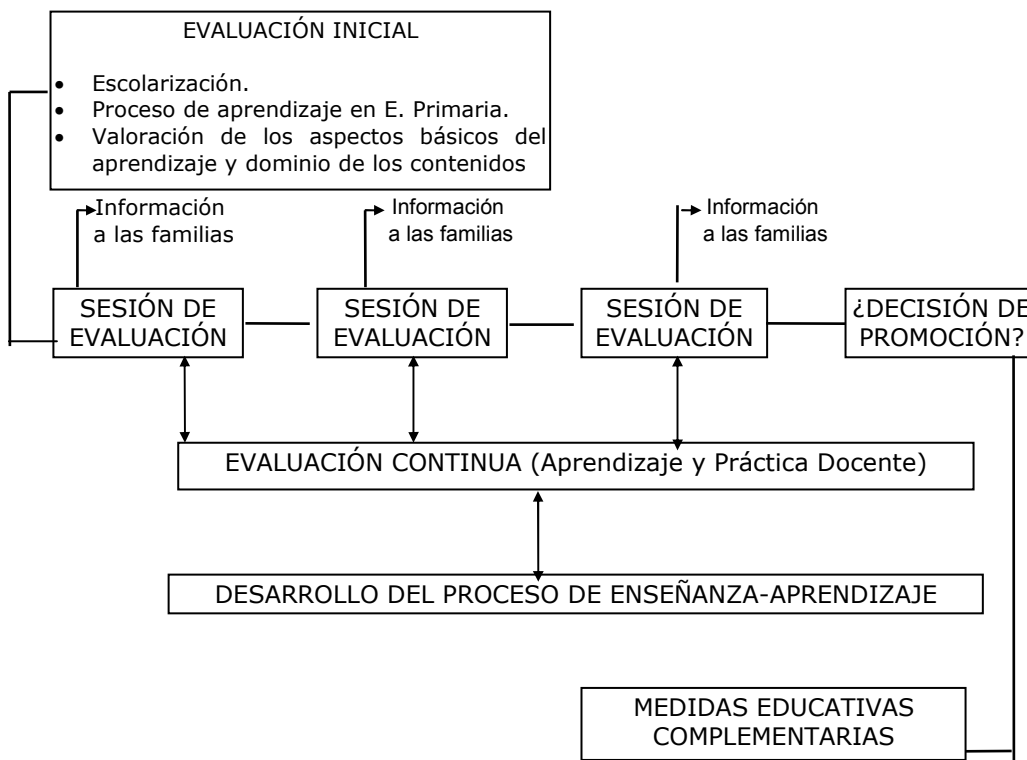 EVALUACIÓN INICIAL
• Escolarización.
• Proceso de aprendizaje en E. Primaria.
• Valoración de los aspectos básicos del
aprendizaje y dominio de los contenidos
Información
a las familias
Información
a las familias
Información
a las familias
SESIÓN DE
EVALUACIÓN
SESIÓN DE
EVALUACIÓN
SESIÓN DE
EVALUACIÓN
¿DECISIÓN DE
PROMOCIÓN?
EVALUACIÓN CONTINUA (Aprendizaje y Práctica Docente)
DESARROLLO DEL PROCESO DE ENSEÑANZA-APRENDIZAJE
MEDIDAS EDUCATIVAS
COMPLEMENTARIAS